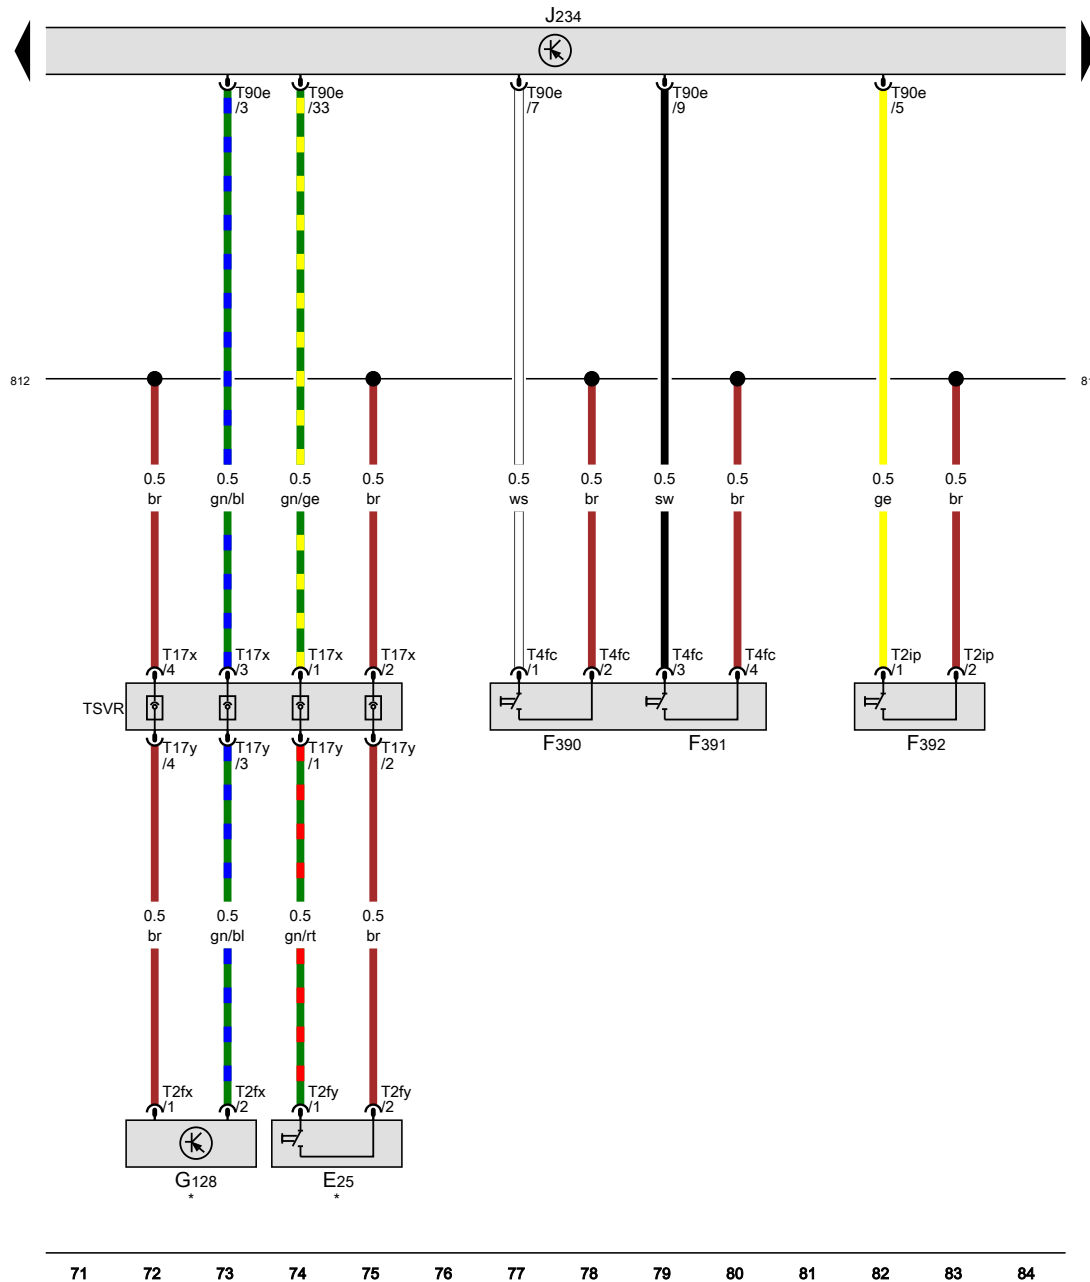 J234
T90e T90e T90e T90e T90e
/3 /33 /7 /9 /5
812
0.5 0.5 0.5 0.5 0.5 0.5 0.5 0.5 0.5 0.5
br gn/bl gn/ge br ws br sw br ge br
T17x T17x T17x T17x T4fc T4fc T4fc T4fc T2ip T2ip
/4 /3 /1 /2 /1 /2 /3 /4 /1 /2
TSVR
F390 F391 F392
T17y T17y T17y T17y
/4 /3 /1 /2
0.5 0.5 0.5 0.5
br gn/bl gn/rt br
T2fx T2fx T2fy T2fy
/1 /2 /1 /2
G128 E25
* *
71 72 73 74 75 76 77 78 79 80 81 82 83 84